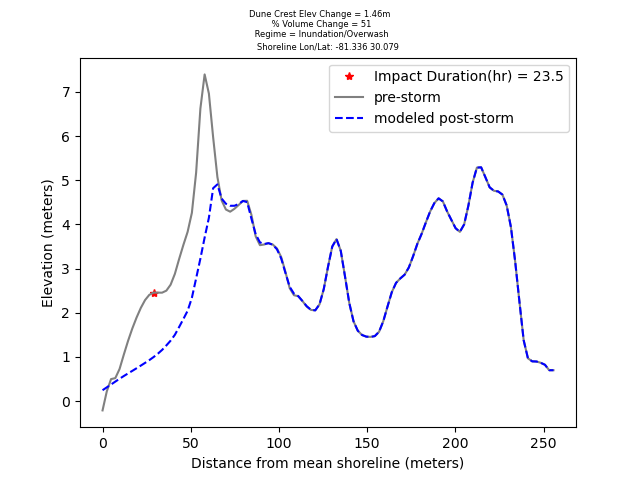 Dune Crest Elev Change = 1.46m
% Volume Change = 51
Regime = Inundation/Overwash
Shoreline Lon/Lat: -81.336 30.079
Impact Duration(hr) = 23.5
pre-storm
modeled post-storm
7
6
5
4
3
2
1
0
Elevation (meters)
0 50 100 150 200 250
Distance from mean shoreline (meters)